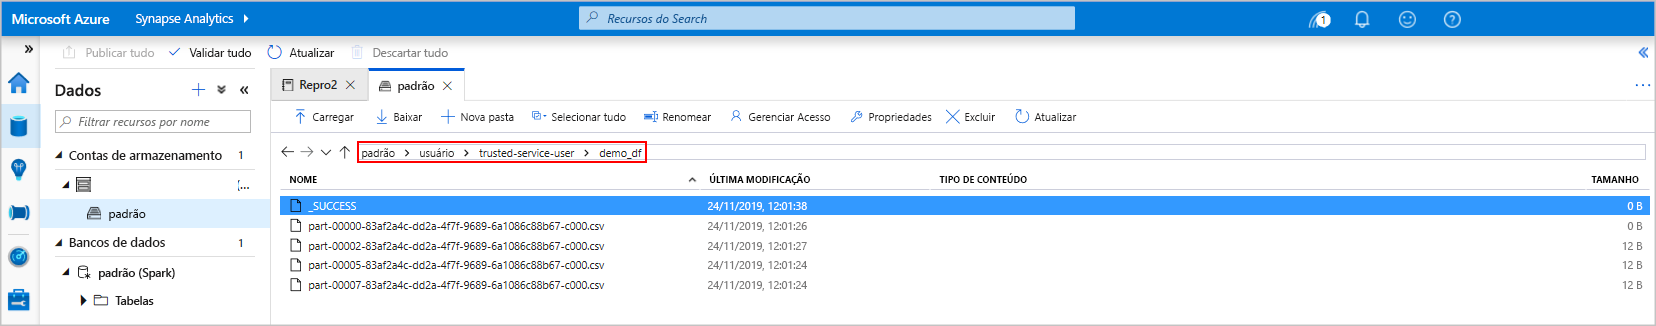 Microsoft Azure Synapse Analytics Recursos do Search 1
Publicar tudo Validar tudo Atualizar Descartar tudo
Dados
Repro2 padrão
Filtrar recursos por nome
Carregar Baixar Nova pasta Selecionar tudo Renomear Gerenciar Acesso Propriedades Excluir Atualizar
Contas de armazenamento 1
padrão usuário trusted-service-user demo_df
NOME ÚLTIMA MODIFICAÇÃO TIPO DE CONTEÚDO TAMANHO
[...
padrão
_SUCCESS 24/11/2019, 12:01:38 0 B
part-00000-83af2a4c-dd2a-4f7f-9689-6a1086c88b67-c000.csv 24/11/2019, 12:01:26 0 B
Bancos de dados 1
part-00002-83af2a4c-dd2a-4f7f-9689-6a1086c88b67-c000.csv 24/11/2019, 12:01:27 12 B
part-00005-83af2a4c-dd2a-4f7f-9689-6a1086c88b67-c000.csv 24/11/2019, 12:01:24 12 B
padrão (Spark)
part-00007-83af2a4c-dd2a-4f7f-9689-6a1086c88b67-c000.csv 24/11/2019, 12:01:24 12 B
Tabelas